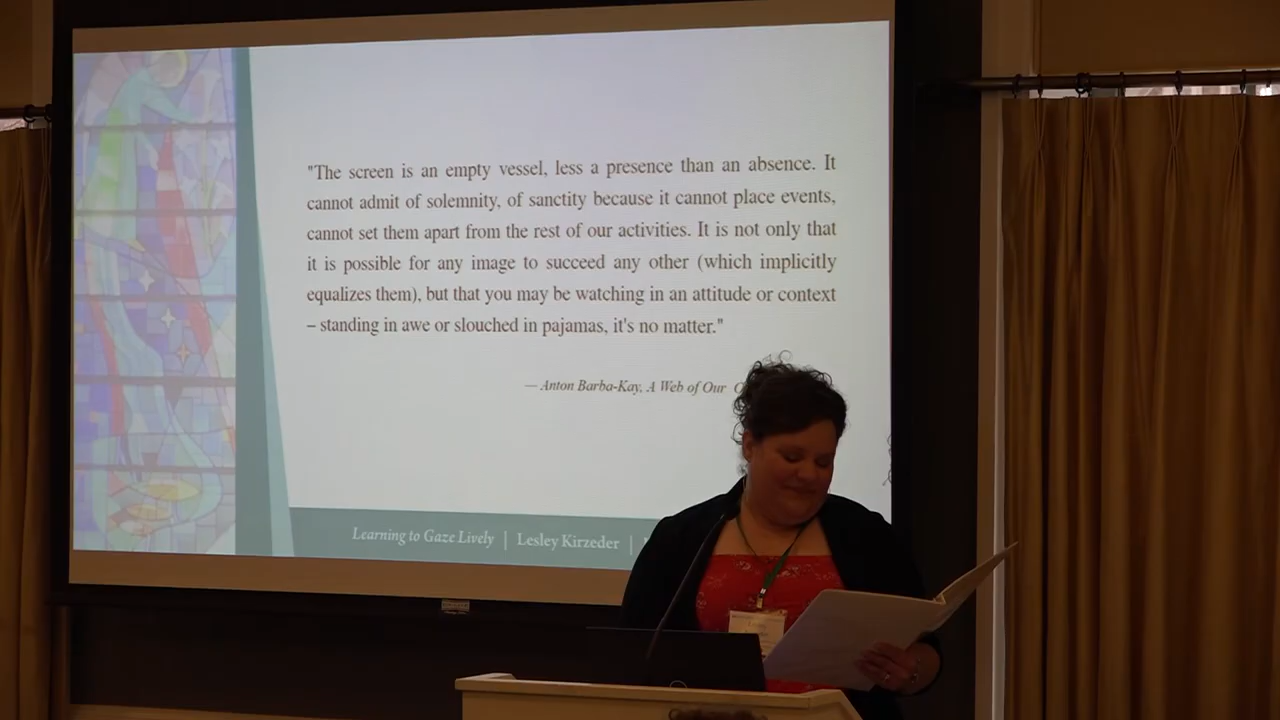 "The screen is an empty vessel, less a presence than an absence. It
cannot admit of solemnity, of sanctity because it cannot place events,
cannot set them apart from the rest of our activities. It is not only that
it is possible for any image to succeed any other (which implicitly
equalizes them), but that you may be watching in an attitude or context
– standing in awe or slouched in pajamas, it's no matter."
— Anton Barba-Kay, A Web of Our
Learning to Gaze Lively | Lesley Kirzeder |